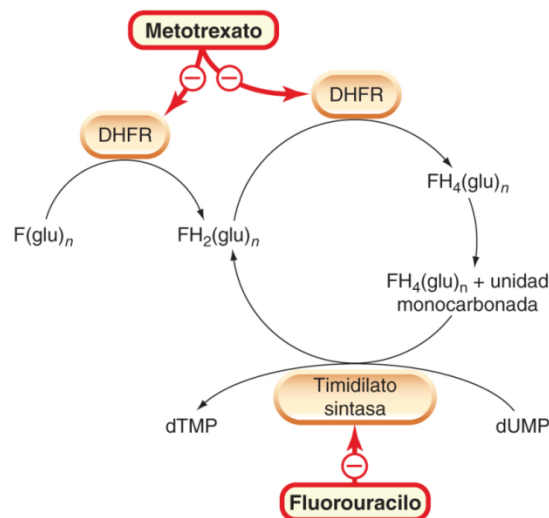 Metotrexato
DHFR
DHFR
F(glu)n
FH2(glu)n
FH4(glu)n
FH4(glu)n + unidad
monocarbonada
Timidilato
sintasa
dTMP
dUMP
Fluorouracilo